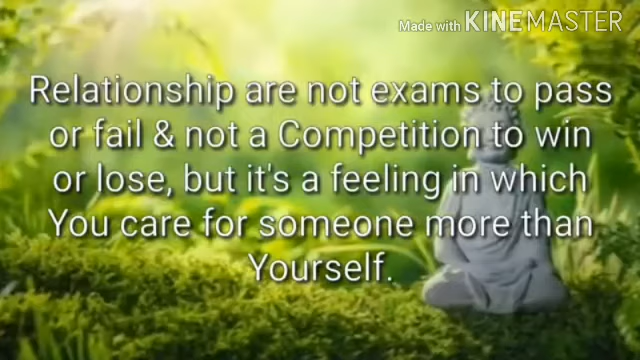 Made with KINEMASTER
Relationship are not exams to pass
or fail & not a Competition to win
or lose, but it's a feeling in which
You care for someone more than
Yourself.